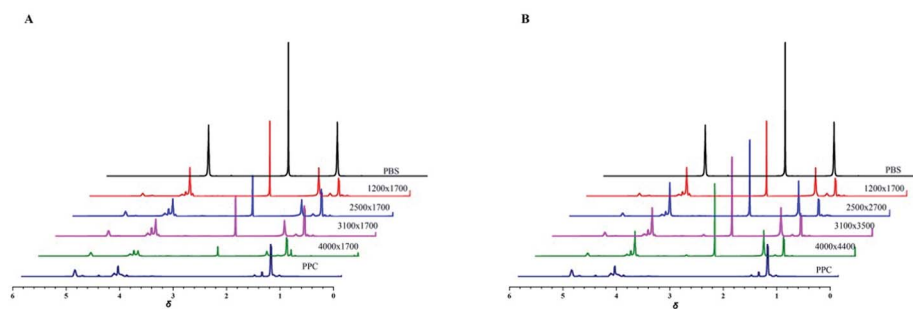 A
PBS
1200x1700
2500x1700
3100x1700
4000x1700
PPC
6 5 4 3 2 1 0
δ
B
PBS
1200x1700
2500x2700
3100x3500
4000x4400
PPC
6 5 4 3 2 1 0
δ